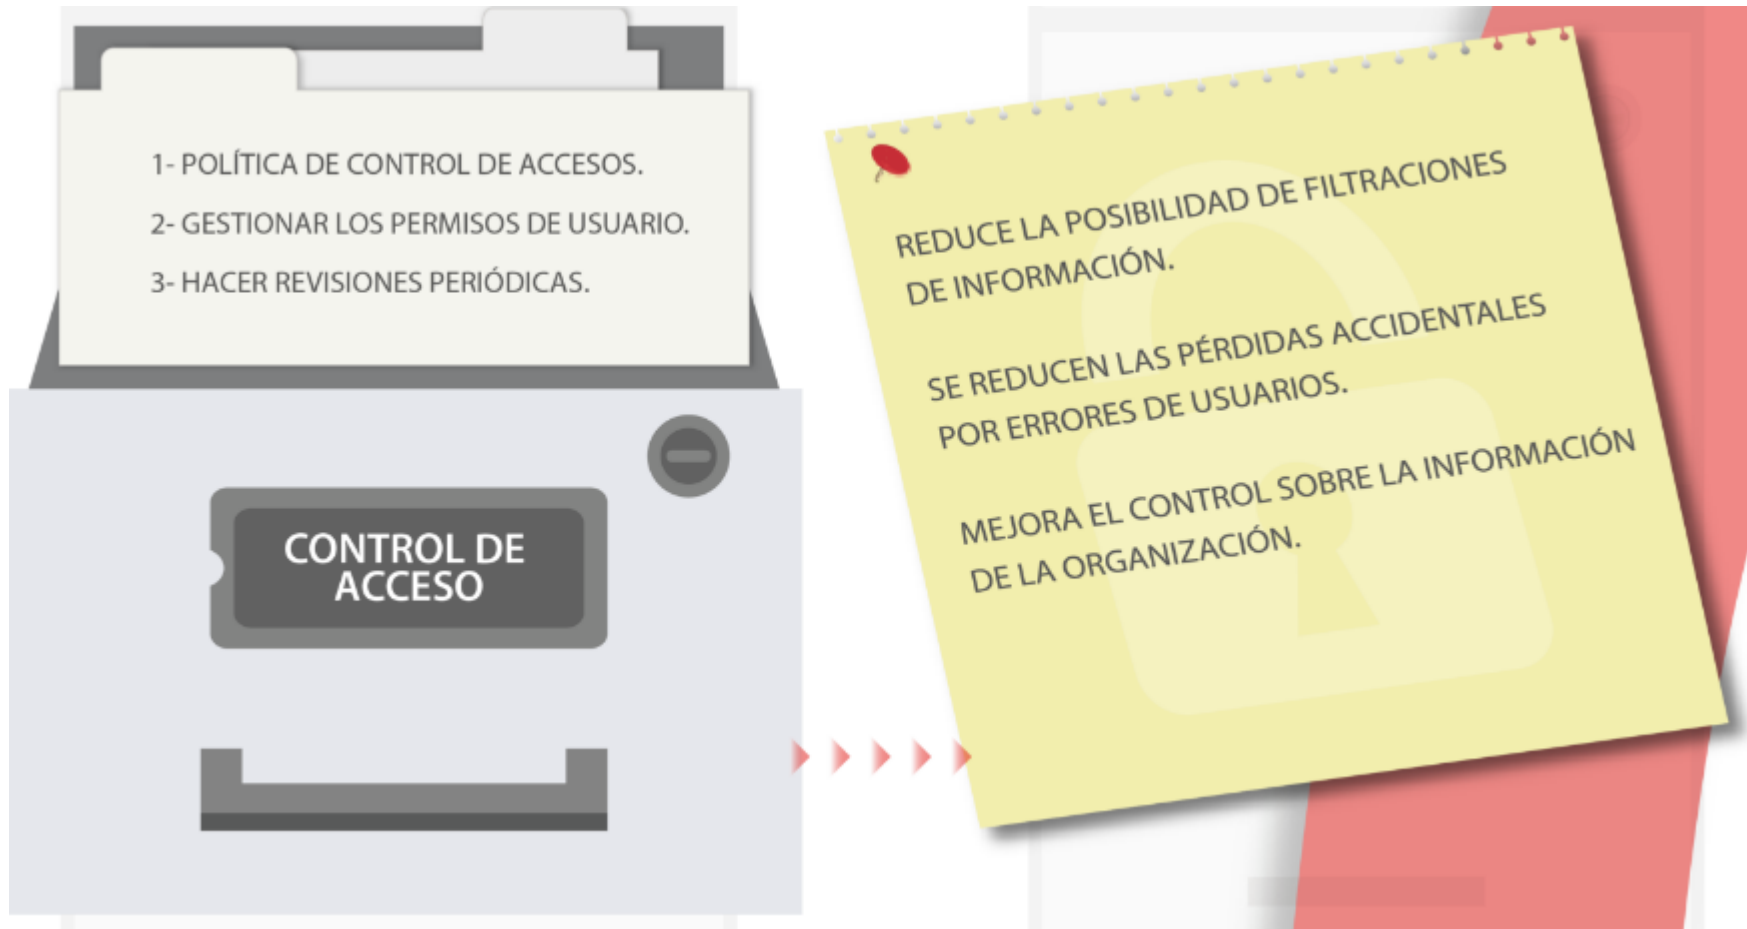 1- POLÍTICA DE CONTROL DE ACCESOS.
2- GESTIONAR LOS PERMISOS DE USUARIO.
3- HACER REVISIONES PERIÓDICAS.
CONTROL DE
ACCESO
REDUCE LA POSIBILIDAD DE FILTRACIONES
DE INFORMACIÓN.
SE REDUCEN LAS PÉRDIDAS ACCIDENTALES
POR ERRORES DE USUARIOS.
MEJORA EL CONTROL SOBRE LA INFORMACIÓN
DE LA ORGANIZACIÓN.